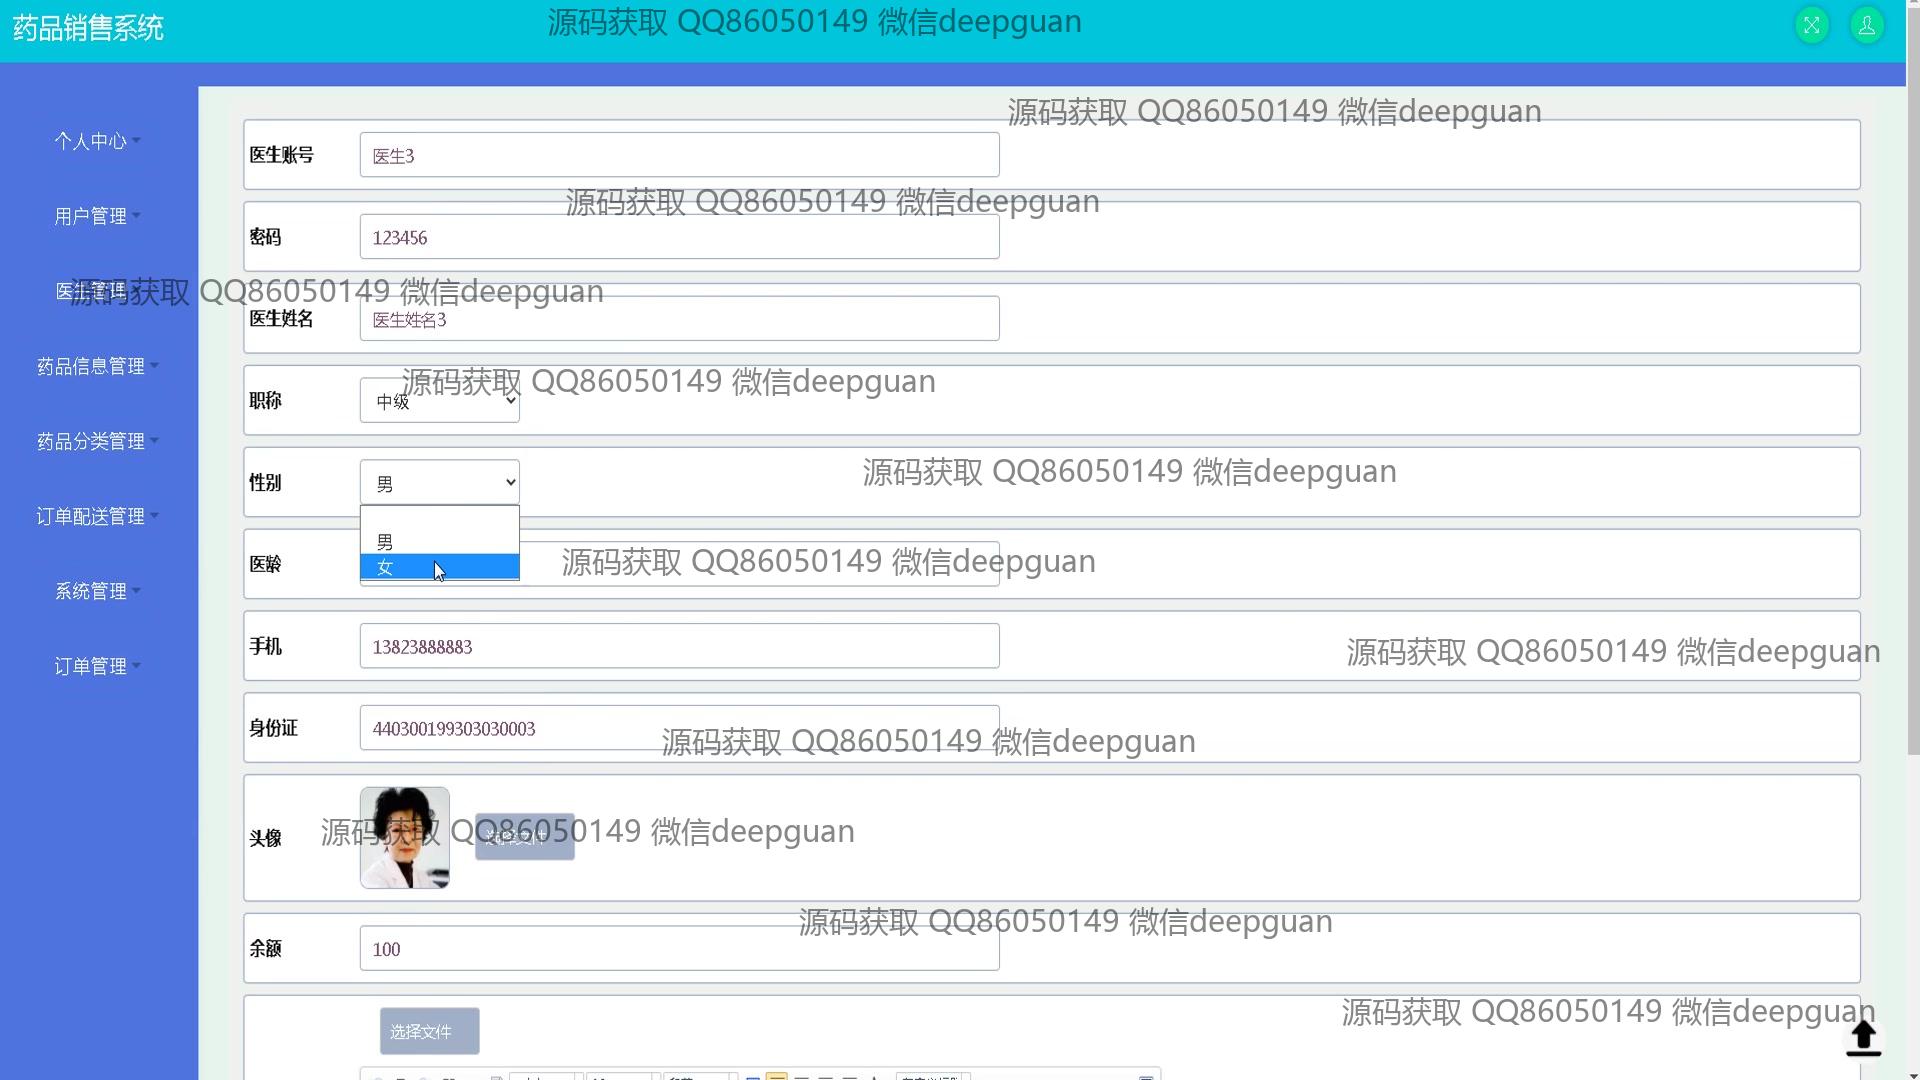 药品销售系统
源码获取 QQ86050149 微信deepguan
源码获取 QQ86050149 微信deepguan
个人中心
医生账号
医生3
源码获取 QQ86050149 微信deepguan
用户管理
密码
123456
医生管理
源码获取 QQ86050149 微信deepguan
医生姓名
医生姓名3
药品信息管理
源码获取 QQ86050149 微信deepguan
职称
中级
药品分类管理
源码获取 QQ86050149 微信deepguan
性别
男
订单配送管理
男
女
医龄
源码获取 QQ86050149 微信deepguan
系统管理
手机
13823888883
源码获取 QQ86050149 微信deepguan
订单管理
身份证
440300199303030003
源码获取 QQ86050149 微信deepguan
头像
源码获取 QQ86050149 微信deepguan
选择文件
余额
100
源码获取 QQ86050149 微信deepguan
选择文件
源码获取 QQ86050149 微信deepguan